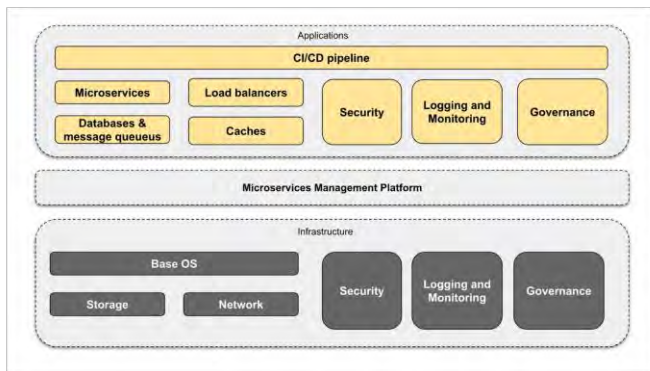 Applications
CI/CD pipeline
Microservices
Load balancers
Security
Logging and
Monitoring
Governance
Databases &
message queueus
Caches
Microservices Management Platform
Infrastructure
Base OS
Security
Logging and
Monitoring
Governance
Storage
Network